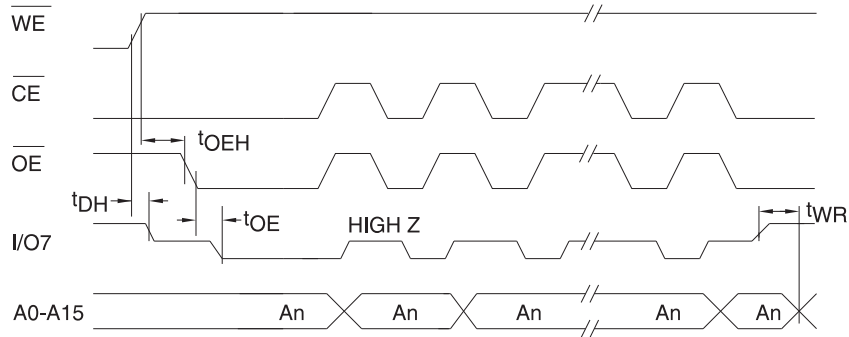 WE
CE
tOEH
OE
tDH
tOE
HIGH Z
tWR
I/O7
A0-A15
An
An
An
An
An